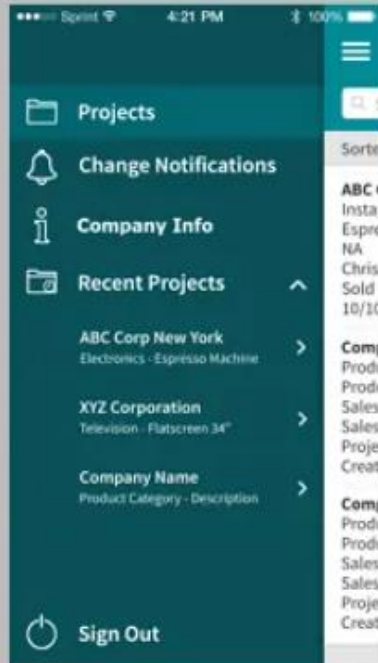 Sprint 4:21 PM 100%
Projects
Change Notifications
Company Info
Recent Projects
ABC Corp New York
Electronics - Espresso Machine
XYZ Corporation
Television - Flatscreen 34"
Company Name
Product Category - Description
Sign Out
Sorte
ABC
Insta
Espre
NA
Chris
Sold
10/10
Comp
Produ
Produ
Sales
Sales
Proje
Creat
Comp
Produ
Produ
Sales
Sales
Proje
Creat